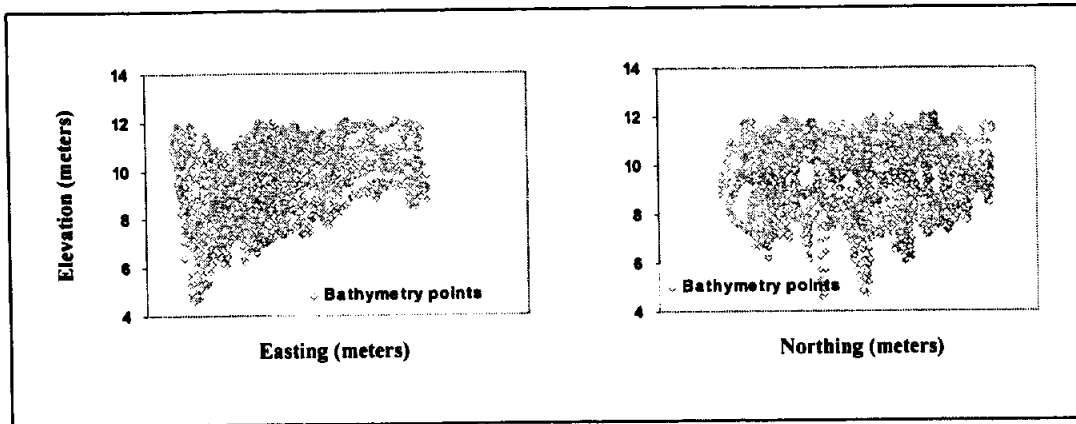 Elevation (meters)
14
12
10
8
6
4
Bathymetry points
Easting (meters)
14
12
10
8
6
4
Bathymetry points
Northing (meters)